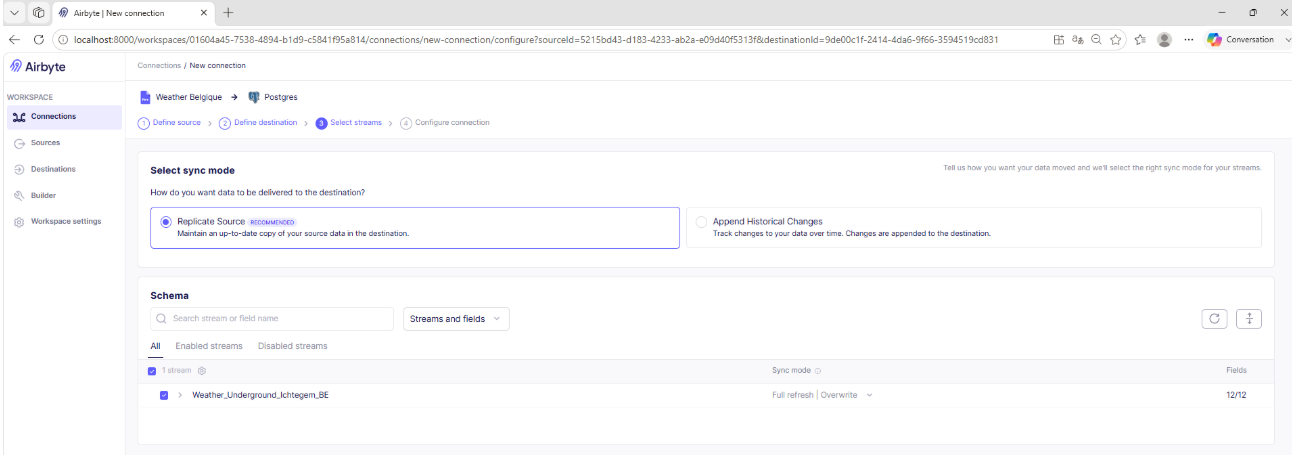 Airbyte | New connection
localhost:8000/workspaces/01604a45-7538-4894-b1d9-c5841f95a814/connections/new-connection/configure?sourceId=5215bd43-d183-4233-ab2a-e09d40f5313f&destinationId=9de00c1f-2414-4da6-9f66-3594519cd831
Conversation
Airbyte
Connections / New connection
WORKSPACE
Connections
Sources
Destinations
Builder
Workspace settings
Weather Belgique → Postgres
1 Define source > 2 Define destination > 3 Select streams > 4 Configure connection
Select sync mode
Tell us how you want your data moved and we'll select the right sync mode for your streams.
How do you want data to be delivered to the destination?
Replicate Source RECOMMENDED
Maintain an up-to-date copy of your source data in the destination.
Append Historical Changes
Track changes to your data over time. Changes are appended to the destination.
Schema
Search stream or field name
Streams and fields
All Enabled streams Disabled streams
1 stream Sync mode Fields
Weather_Underground_Ichtegem_BE Full refresh | Overwrite 12/12